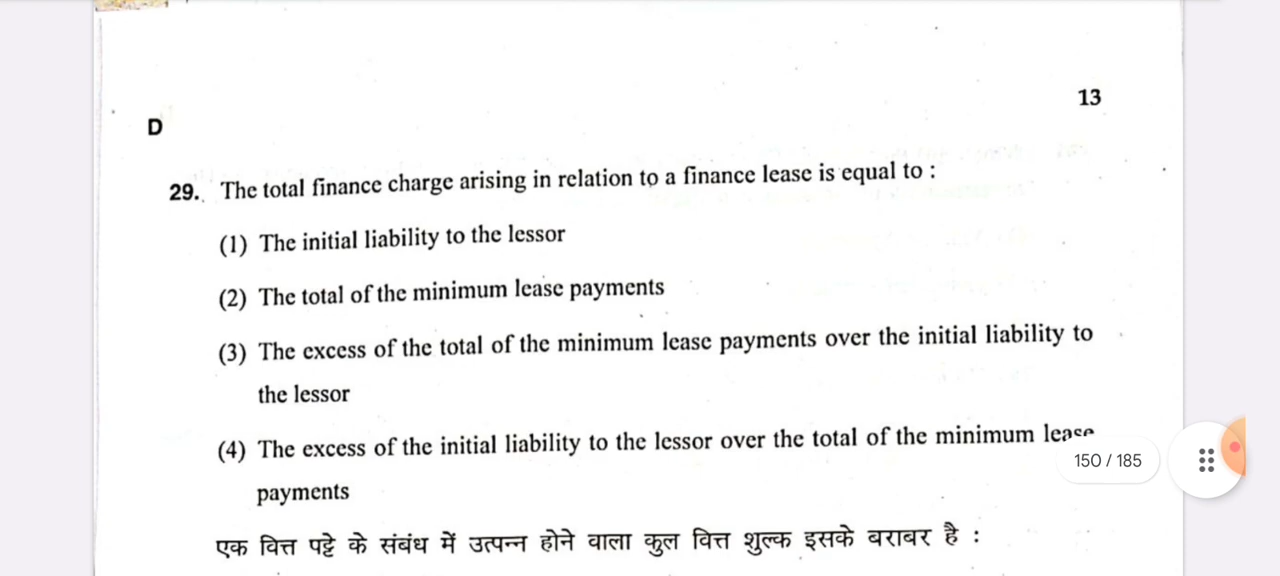 13
D
29. The total finance charge arising in relation to a finance lease is equal to :
(1) The initial liability to the lessor
(2) The total of the minimum lease payments
(3) The excess of the total of the minimum lease payments over the initial liability to
the lessor
(4) The excess of the initial liability to the lessor over the total of the minimum lease
payments
150 / 185
एक वित्त पट्टे के संबंध में उत्पन्न होने वाला कुल वित्त शुल्क इसके बराबर है :